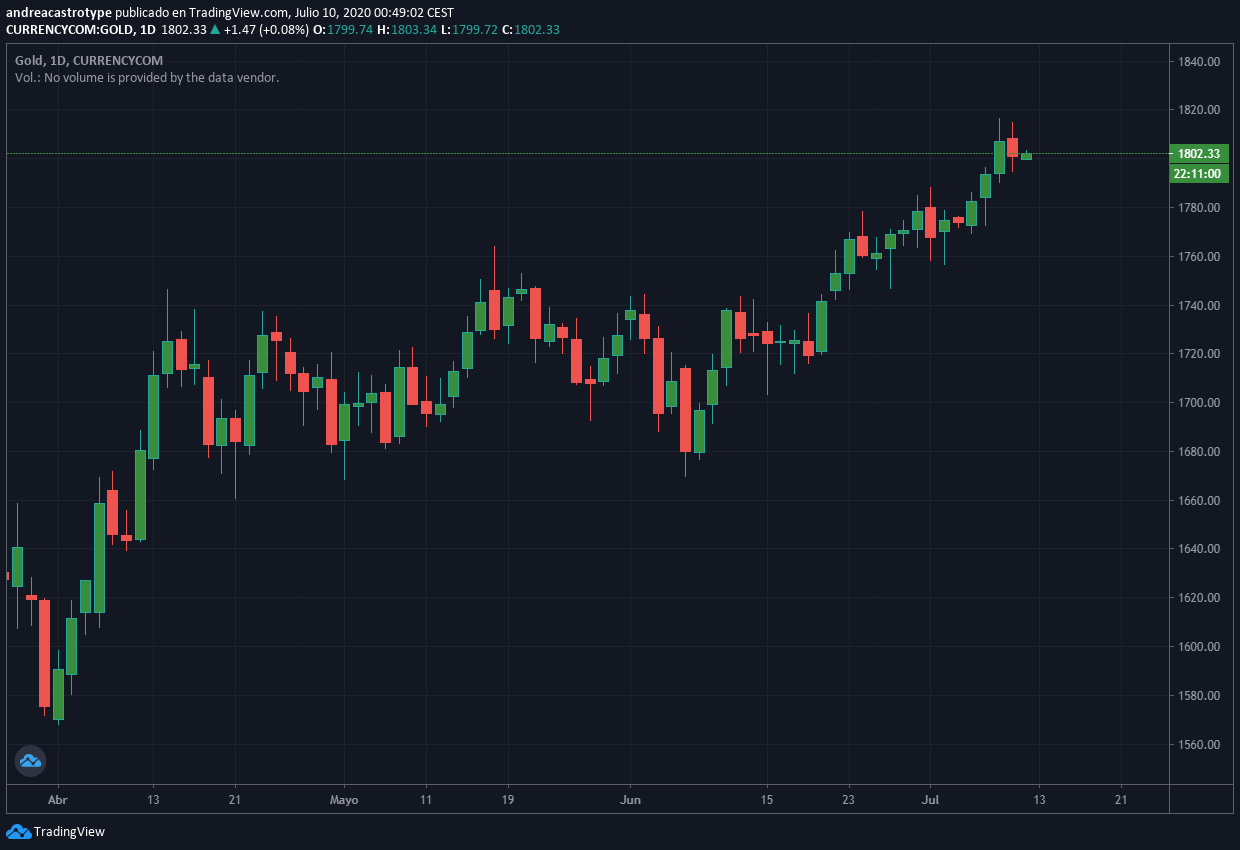 andreacastrotype publicado en TradingView.com, Julio 10, 2020 00:49:02 CEST
CURRENCYCOM:GOLD, 1D 1802.33 ▲ +1.47 (+0.08%) O:1799.74 H:1803.34 L:1799.72 C:1802.33
Gold, 1D, CURRENCYCOM
Vol.: No volume is provided by the data vendor.
1840.00
1820.00
1802.33
22:11:00
1780.00
1760.00
1740.00
1720.00
1700.00
1680.00
1660.00
1640.00
1620.00
1600.00
1580.00
1560.00
Abr 13 21 Mayo 11 19 Jun 15 23 Jul 13 21
TradingView